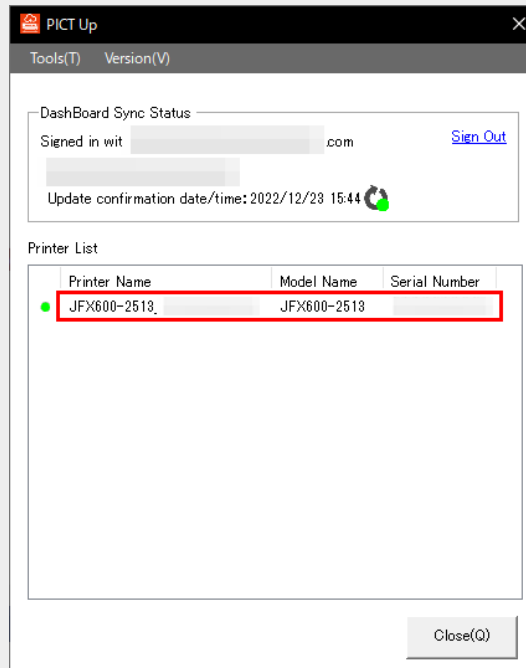 PICT Up
Tools(T) Version(V)
DashBoard Sync Status
Signed in wit .com Sign Out
Update confirmation date/time: 2022/12/23 15:44
Printer List
Printer Name Model Name Serial Number
JFX600-2513_ JFX600-2513
Close(Q)